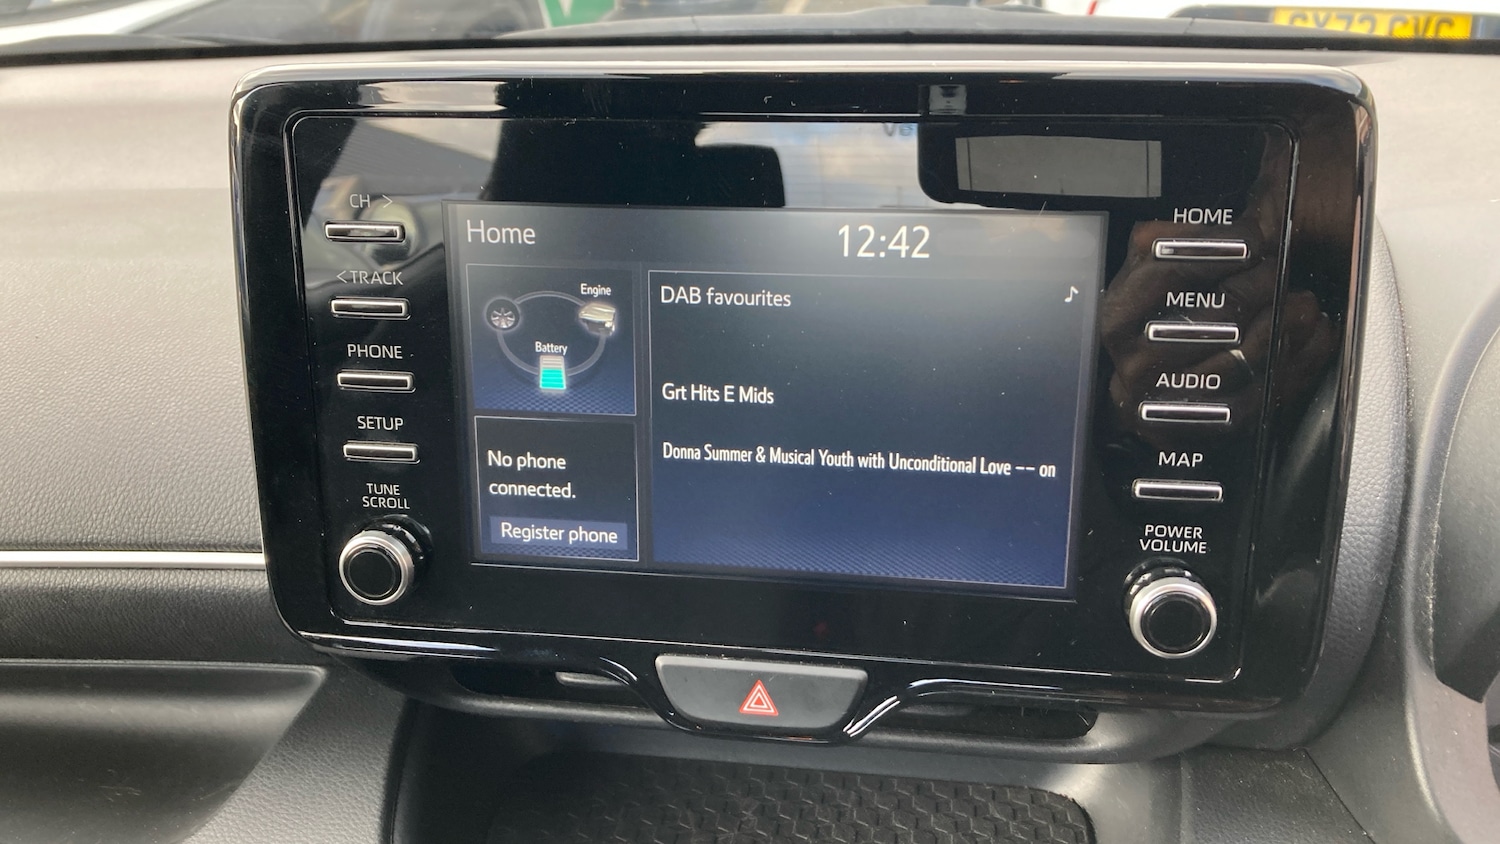 CH >
< TRACK
PHONE
SETUP
TUNE
SCROLL
Home
12:42
Engine
Battery
No phone
connected.
Register phone
DAB favourites
♪
Grt Hits E Mids
Donna Summer & Musical Youth with Unconditional Love -- on
HOME
MENU
AUDIO
MAP
POWER
VOLUME